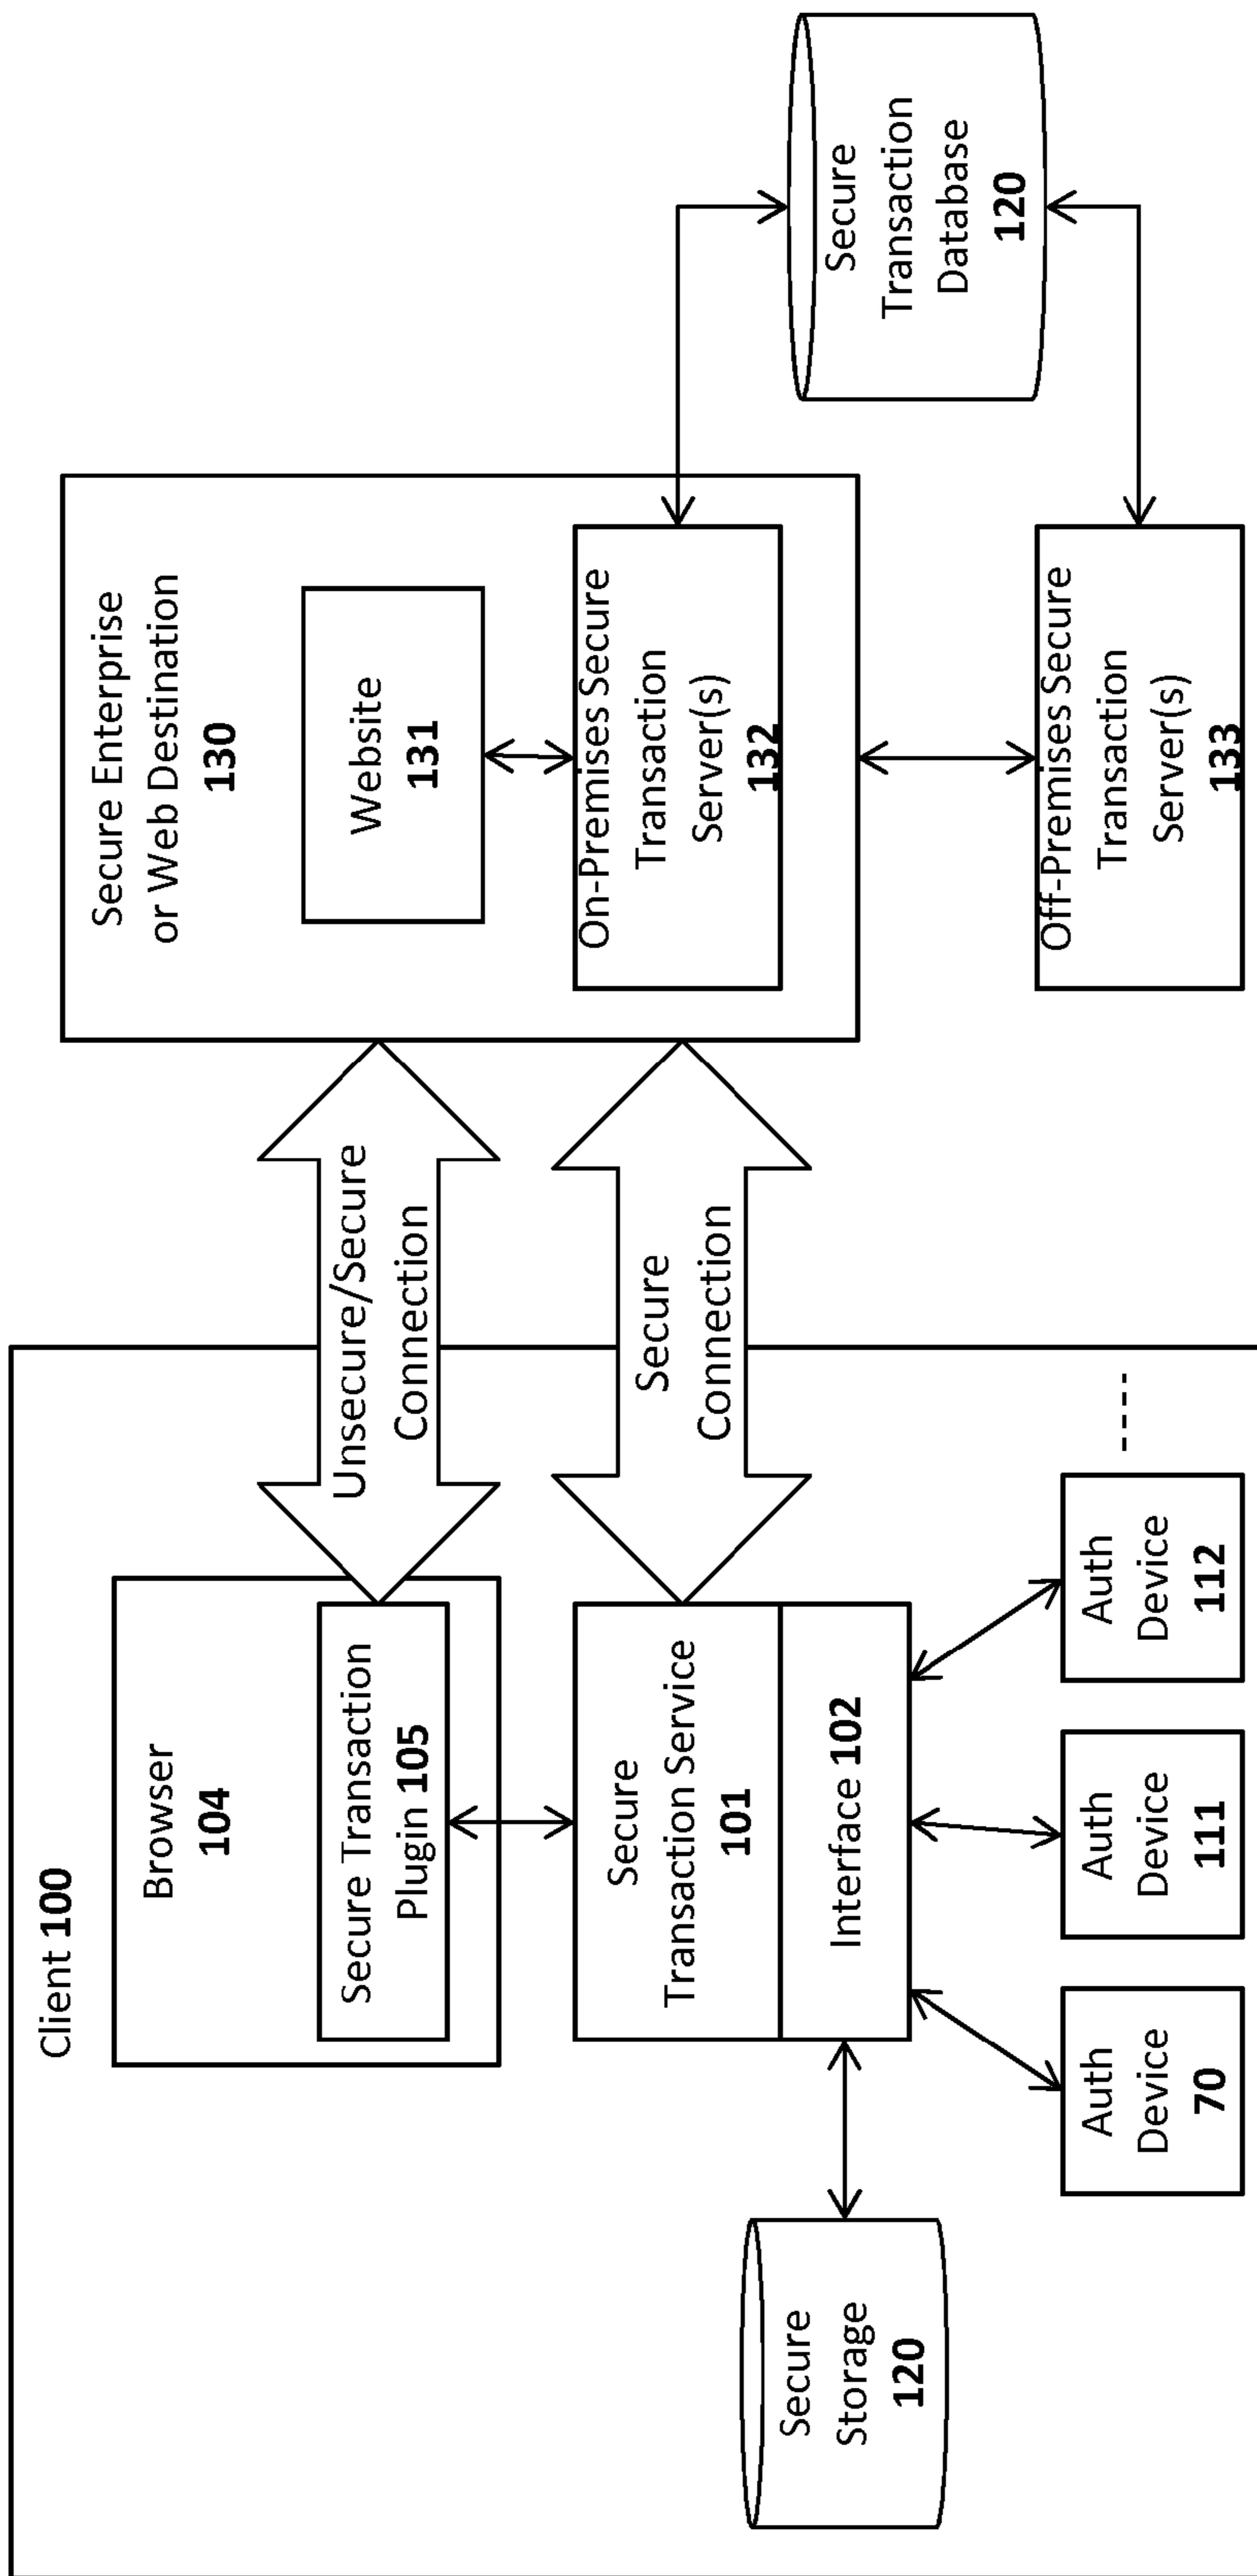 Client 100
Browser
104
Secure Transaction
Plugin 105
Secure
Transaction Service
101
Interface 102
Secure
Storage
120
Auth
Device
70
Auth
Device
111
Auth
Device
112
Unsecure/Secure
Connection
Secure
Connection
Secure Enterprise
or Web Destination
130
Website
131
On-Premises Secure
Transaction
Server(s)
132
Off-Premises Secure
Transaction
Server(s)
133
Secure
Transaction
Database
120